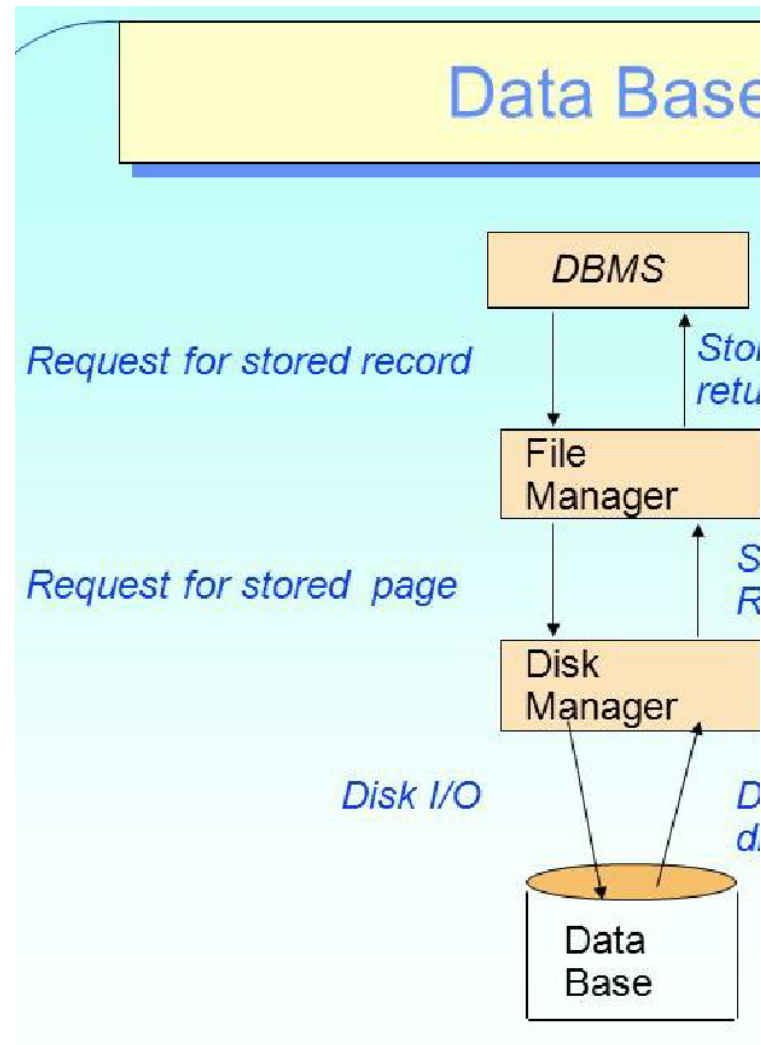 Data Base
DBMS
Request for stored record
File
Manager
Request for stored  page
Disk
Manager
Disk I/O
Data
Base